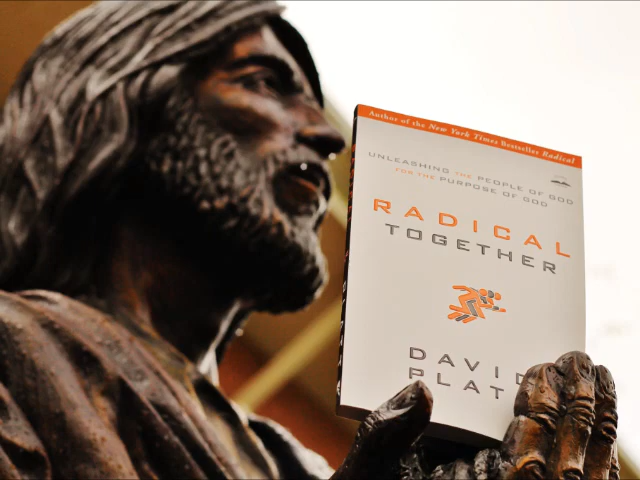 Author of the New York Times Bestseller Radical
UNLEASHING THE PEOPLE OF GOD
FOR THE PURPOSE OF GOD
RADICAL
TOGETHER
DAVID
PLAT